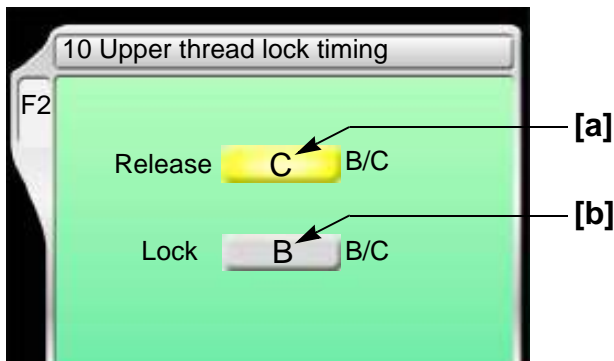 10 Upper thread lock timing
F2
[a]
Release C B/C
[b]
Lock B B/C